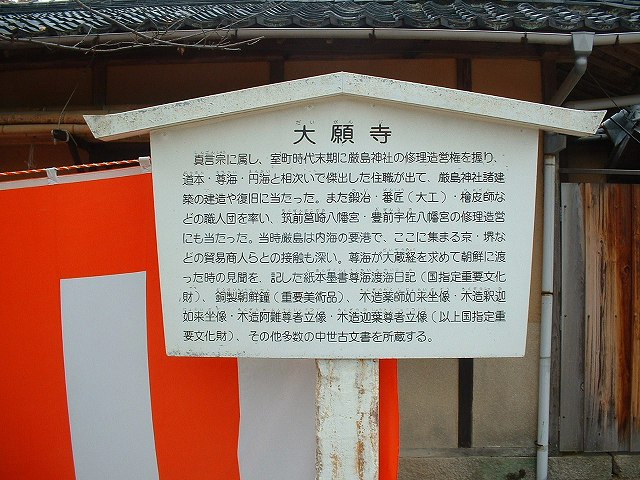 大願寺
真言宗に属し、室町時代末期に厳島神社の修理造営権を握り、
道本・尊海・円海と相次いで傑出した住職が出て、厳島神社諸建
築の建造や復旧に当たった。また鍛冶・番匠（大工）・檜皮師な
どの職人団を率い、筑前筥崎八幡宮・豊前宇佐八幡宮の修理造営
にも当たった。当時厳島は内海の要港で、ここに集まる京・堺な
どの貿易商人らとの接触も深い。尊海が大蔵経を求めて朝鮮に渡
った時の見聞を、記した紙本墨書尊海渡海日記（国指定重要文化
財）、銅製朝鮮鐘（重要美術品）、木造薬師如来坐像・木造釈迦
如来坐像・木造阿難尊者立像・木造迦葉尊者立像（以上国指定重
要文化財）、その他多数の中世古文書を所蔵する。